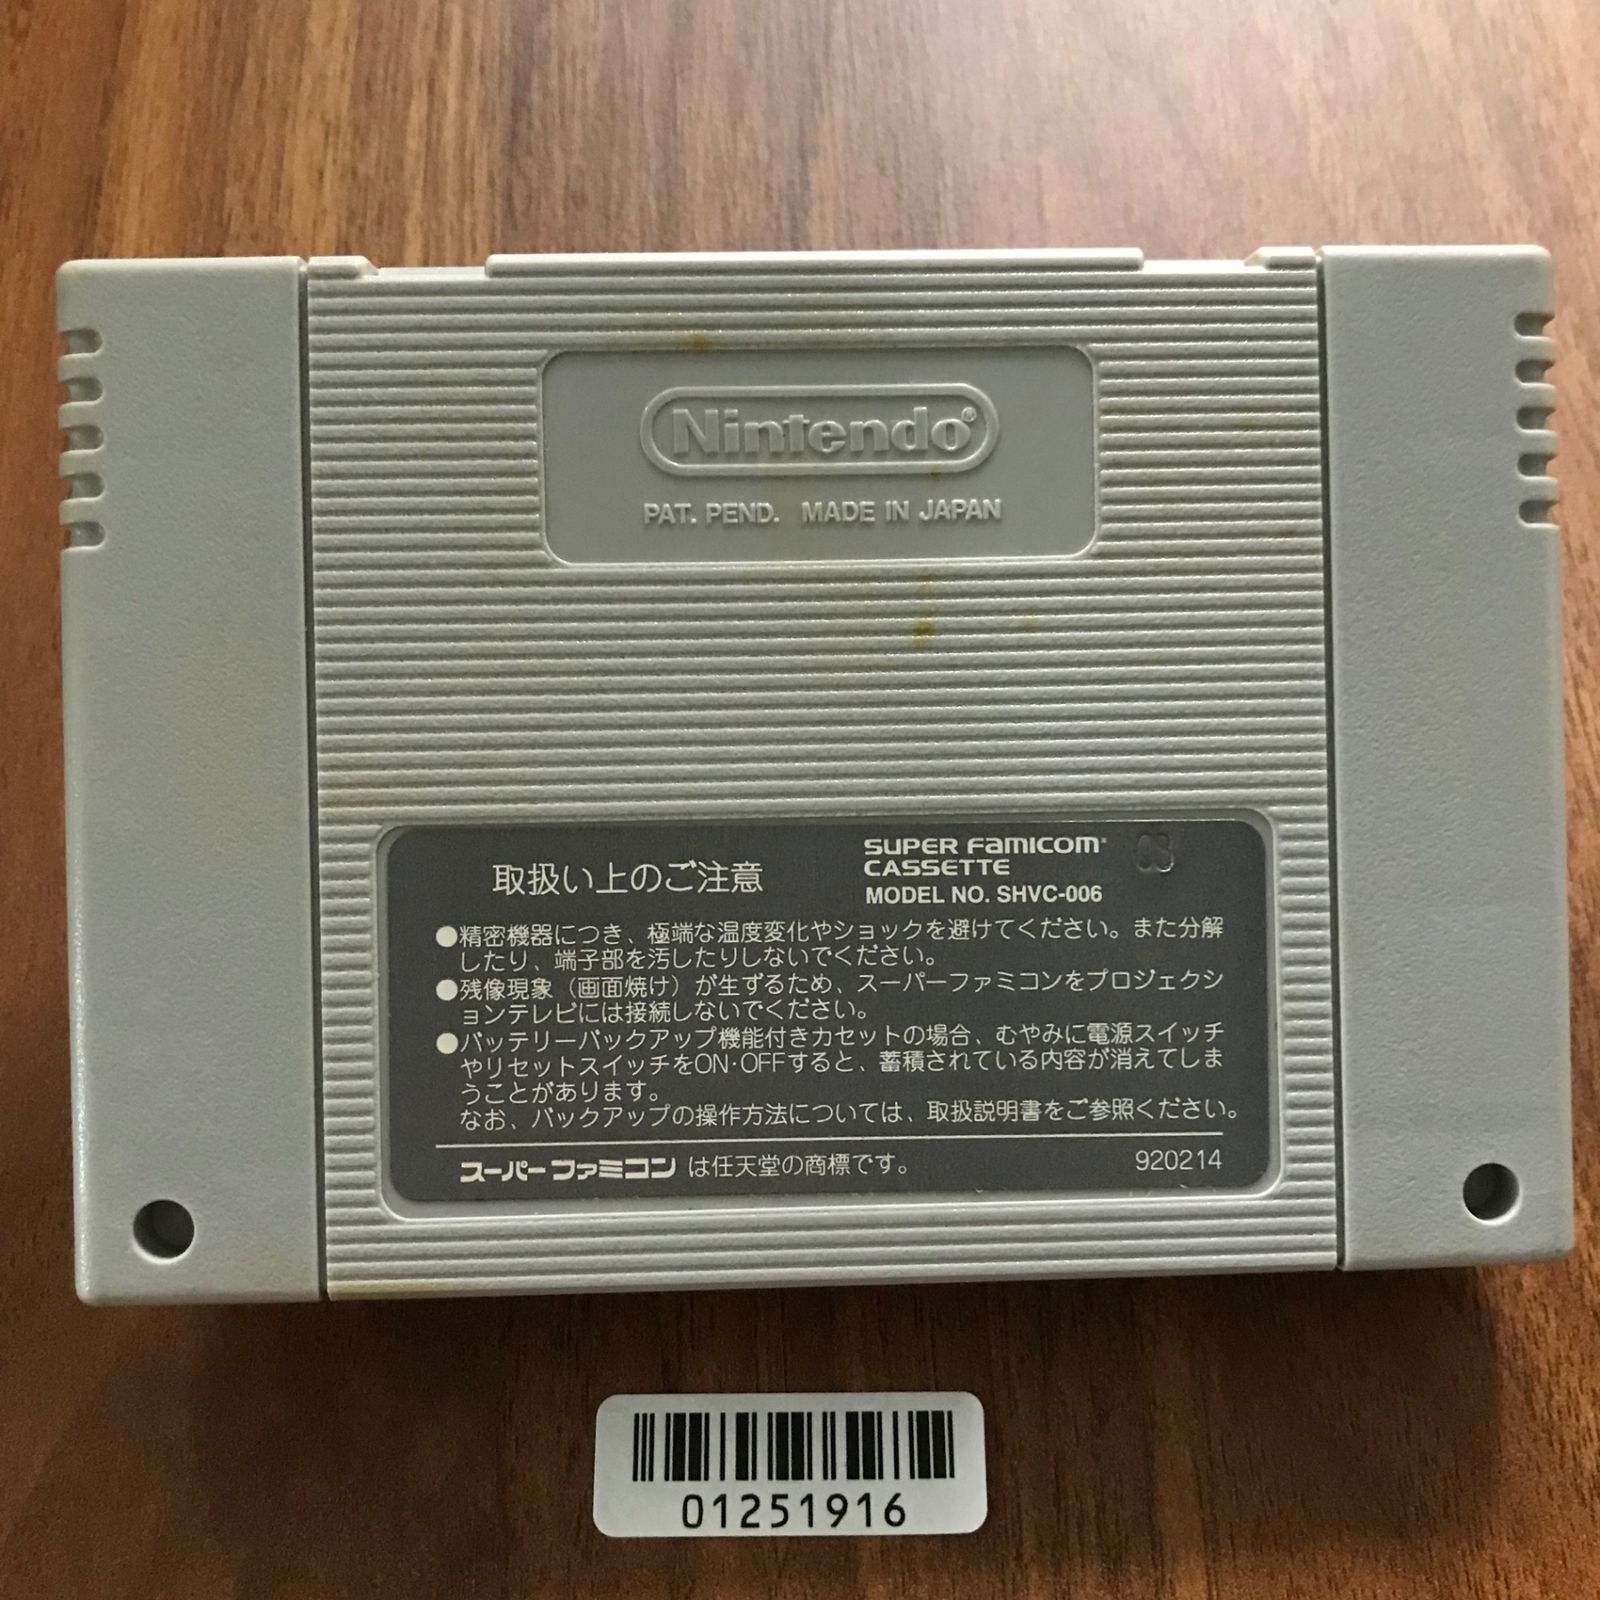 Nintendo®
PAT. PEND. MADE IN JAPAN
取扱い上のご注意
SUPER FAMICOM®
CASSETTE
MODEL NO. SHVC-006
●精密機器につき、極端な温度変化やショックを避けてください。また分解
したり、端子部を汚したりしないでください。
●残像現象（画面焼け）が生ずるため、スーパーファミコンをプロジェクシ
ョンテレビには接続しないでください。
●バッテリーバックアップ機能付きカセットの場合、むやみに電源スイッチ
やリセットスイッチをON・OFFすると、蓄積されている内容が消えてしま
うことがあります。
なお、バックアップの操作方法については、取扱説明書をご参照ください。
スーパーファミコンは任天堂の商標です。
920214
01251916